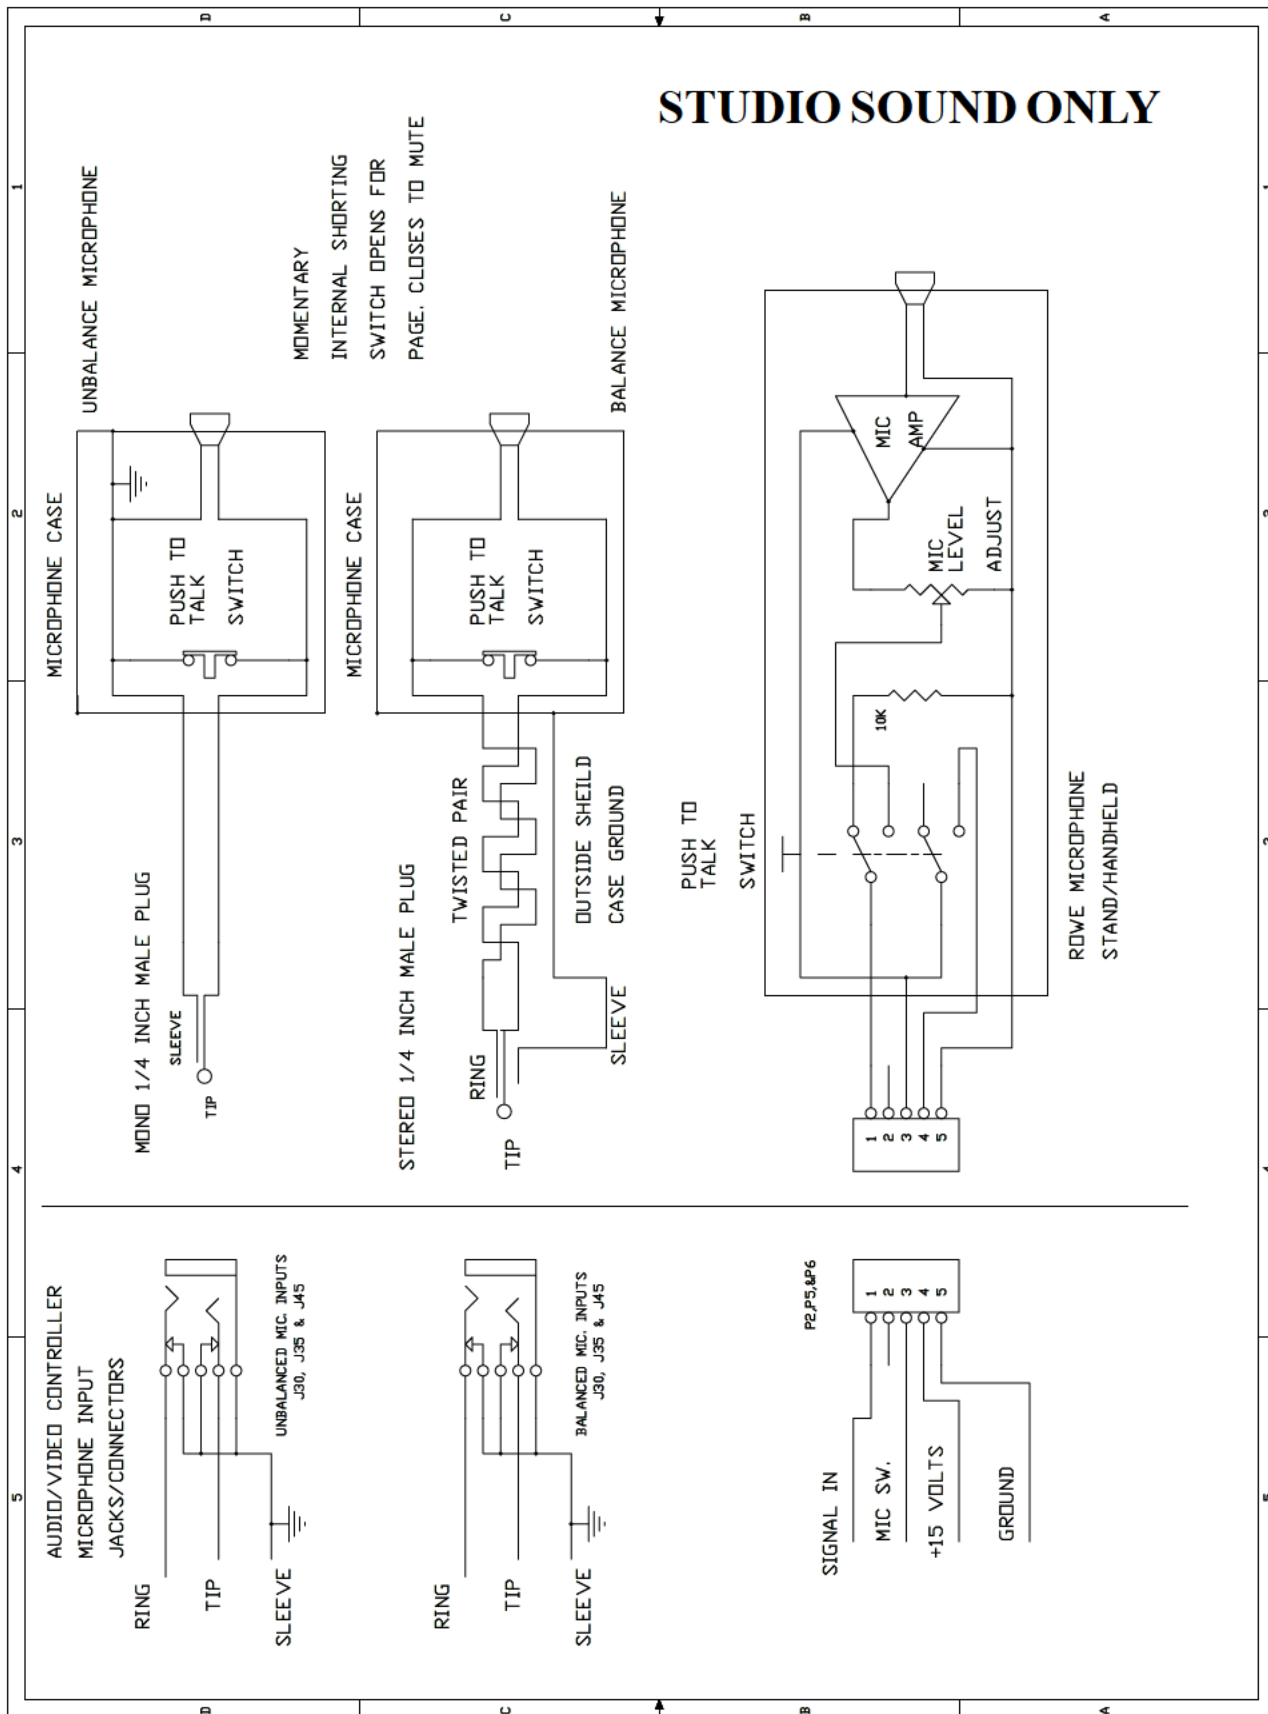 D
C
B
A
STUDIO SOUND ONLY
1
2
3
4
5
1
2
3
4
5
UNBALANCE MICROPHONE
MICROPHONE CASE
PUSH TO
TALK
SWITCH
MONO 1/4 INCH MALE PLUG
SLEEVE
TIP
MOMENTARY
INTERNAL SHORTING
SWITCH OPENS FOR
PAGE. CLOSES TO MUTE
BALANCE MICROPHONE
MICROPHONE CASE
PUSH TO
TALK
SWITCH
TWISTED PAIR
OUTSIDE SHEILD
CASE GROUND
STEREO 1/4 INCH MALE PLUG
RING
TIP
SLEEVE
MIC
AMP
MIC
LEVEL
ADJUST
10K
PUSH TO
TALK
SWITCH
ROWE MICROPHONE
STAND/HANDHELD
1
2
3
4
5
AUDIO/VIDEO CONTROLLER
MICROPHONE INPUT
JACKS/CONNECTORS
RING
TIP
SLEEVE
UNBALANCED MIC. INPUTS
J30, J35 & J45
RING
TIP
SLEEVE
BALANCED MIC. INPUTS
J30, J35 & J45
P2,P5,&P6
1
2
3
4
5
SIGNAL IN
MIC SW.
+15 VOLTS
GROUND
D
C
B
A